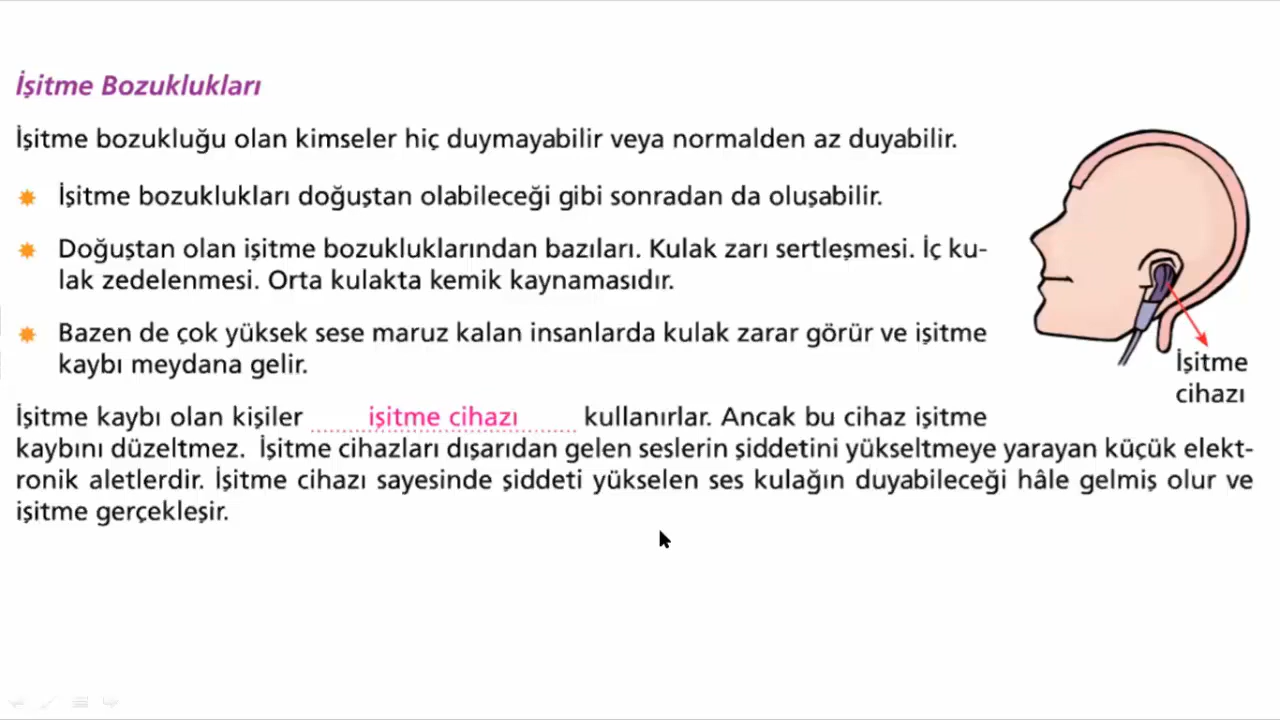 İşitme Bozuklukları
İşitme bozukluğu olan kimseler hiç duymayabilir veya normalden az duyabilir.
İşitme bozuklukları doğuştan olabileceği gibi sonradan da oluşabilir.
Doğuştan olan işitme bozukluklarından bazıları. Kulak zarı sertleşmesi. İç ku-
lak zedelenmesi. Orta kulakta kemik kaynamasıdır.
Bazen de çok yüksek sese maruz kalan insanlarda kulak zarar görür ve işitme
kaybı meydana gelir.
İşitme
cihazı
İşitme kaybı olan kişiler işitme cihazı kullanırlar. Ancak bu cihaz işitme
kaybını düzeltmez. İşitme cihazları dışarıdan gelen seslerin şiddetini yükseltmeye yarayan küçük elekt-
ronik aletlerdir. İşitme cihazı sayesinde şiddeti yükselen ses kulağın duyabileceği hâle gelmiş olur ve
işitme gerçekleşir.